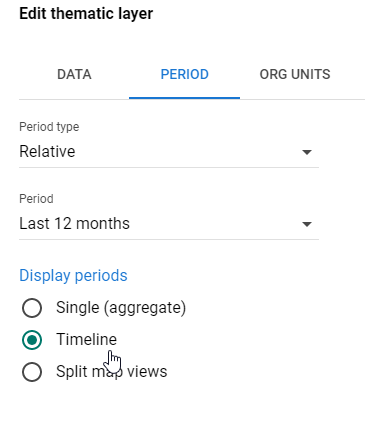 Edit thematic layer
DATA PERIOD ORG UNITS
Period type
Relative
Period
Last 12 months
Display periods
Single (aggregate)
Timeline
Split map views